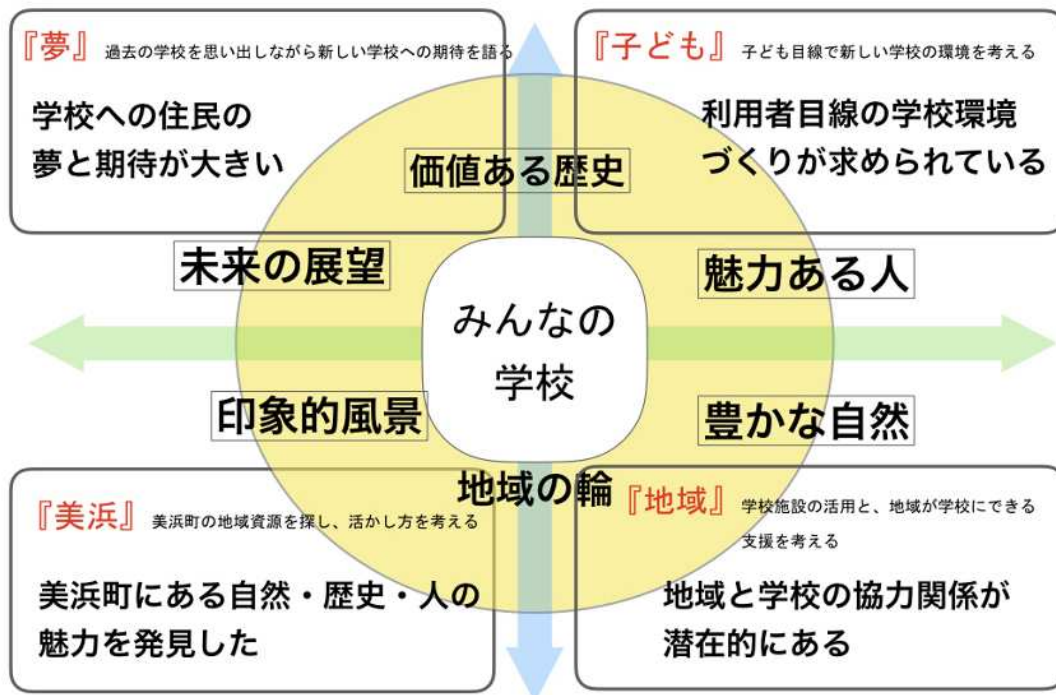 『夢』 過去の学校を思い出しながら新しい学校への期待を語る
学校への住民の
夢と期待が大きい
『子ども』 子ども目線で新しい学校の環境を考える
利用者目線の学校環境
づくりが求められている
価値ある歴史
未来の展望
魅力ある人
みんなの
学校
印象的風景
豊かな自然
地域の輪
『美浜』 美浜町の地域資源を探し、活かし方を考える
美浜町にある自然・歴史・人の
魅力を発見した
『地域』 学校施設の活用と、地域が学校にできる
支援を考える
地域と学校の協力関係が
潜在的にある